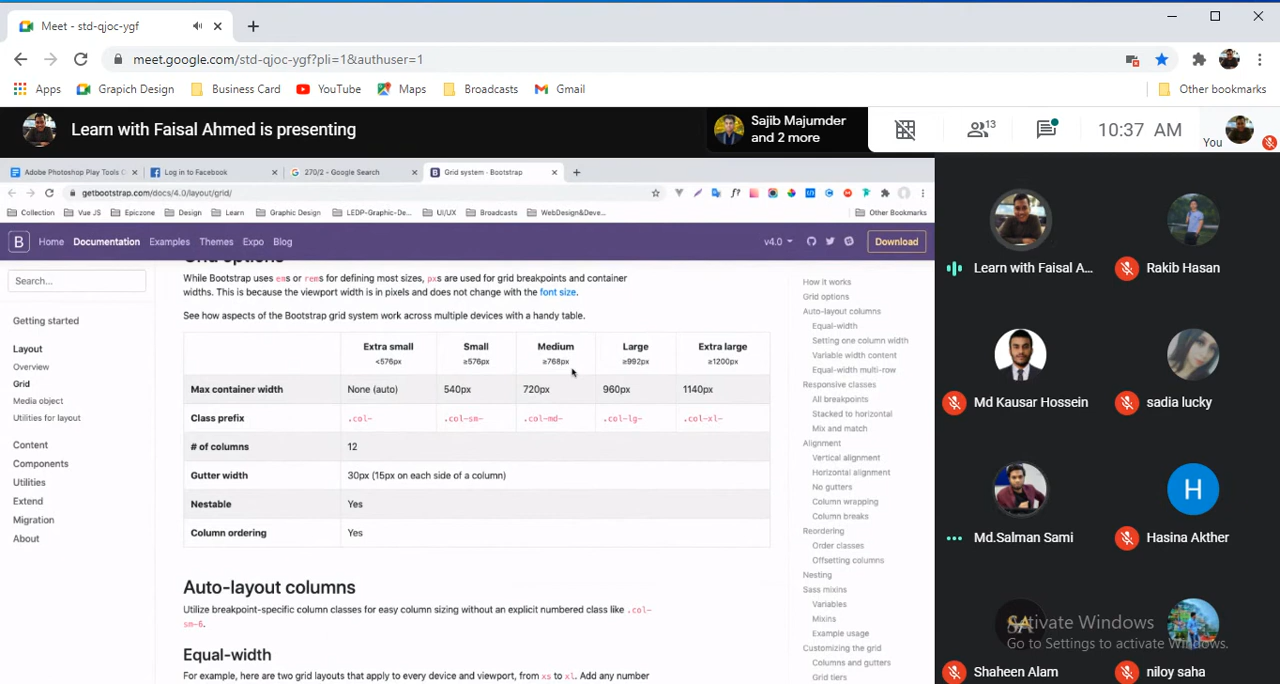 Meet - std-qjoc-ygf
meet.google.com/std-qjoc-ygf?pli=1&authuser=1
Apps Grapich Design Business Card YouTube Maps Broadcasts Gmail Other bookmarks
Learn with Faisal Ahmed is presenting
Sajib Majumder
and 2 more
13
10:37 AM
You
Adobe Photoshop Play Tools C Log in to Facebook 270/2 - Google Search Grid system · Bootstrap
getbootstrap.com/docs/4.0/layout/grid/
Collection Vue JS Epiczone Design Learn Graphic Design LEDP-Graphic-De... UI/UX Broadcasts WebDesign&Deve... Other Bookmarks
B Home Documentation Examples Themes Expo Blog v4.0 Download
Search...
Getting started
Layout
Overview
Grid
Media object
Utilities for layout
Content
Components
Utilities
Extend
Migration
About
Grid options
While Bootstrap uses ems or rems for defining most sizes, pxs are used for grid breakpoints and container
widths. This is because the viewport width is in pixels and does not change with the font size.
See how aspects of the Bootstrap grid system work across multiple devices with a handy table.
Extra small Small Medium Large Extra large
<576px ≥576px ≥768px ≥992px ≥1200px
Max container width None (auto) 540px 720px 960px 1140px
Class prefix .col- .col-sm- .col-md- .col-lg- .col-xl-
# of columns 12
Gutter width 30px (15px on each side of a column)
Nestable Yes
Column ordering Yes
Auto-layout columns
Utilize breakpoint-specific column classes for easy column sizing without an explicit numbered class like .col-
sm-6.
Equal-width
For example, here are two grid layouts that apply to every device and viewport, from xs to xl. Add any number
How it works
Grid options
Auto-layout columns
Equal-width
Setting one column width
Variable width content
Equal-width multi-row
Responsive classes
All breakpoints
Stacked to horizontal
Mix and match
Alignment
Vertical alignment
Horizontal alignment
No gutters
Column wrapping
Column breaks
Reordering
Order classes
Offsetting columns
Nesting
Sass mixins
Variables
Mixins
Example usage
Customizing the grid
Columns and gutters
Grid tiers
Learn with Faisal A...
Rakib Hasan
Md Kausar Hossein
sadia lucky
H
Md.Salman Sami
Hasina Akther
SA
Activate Windows
Go to Settings to activate Windows.
Shaheen Alam
niloy saha